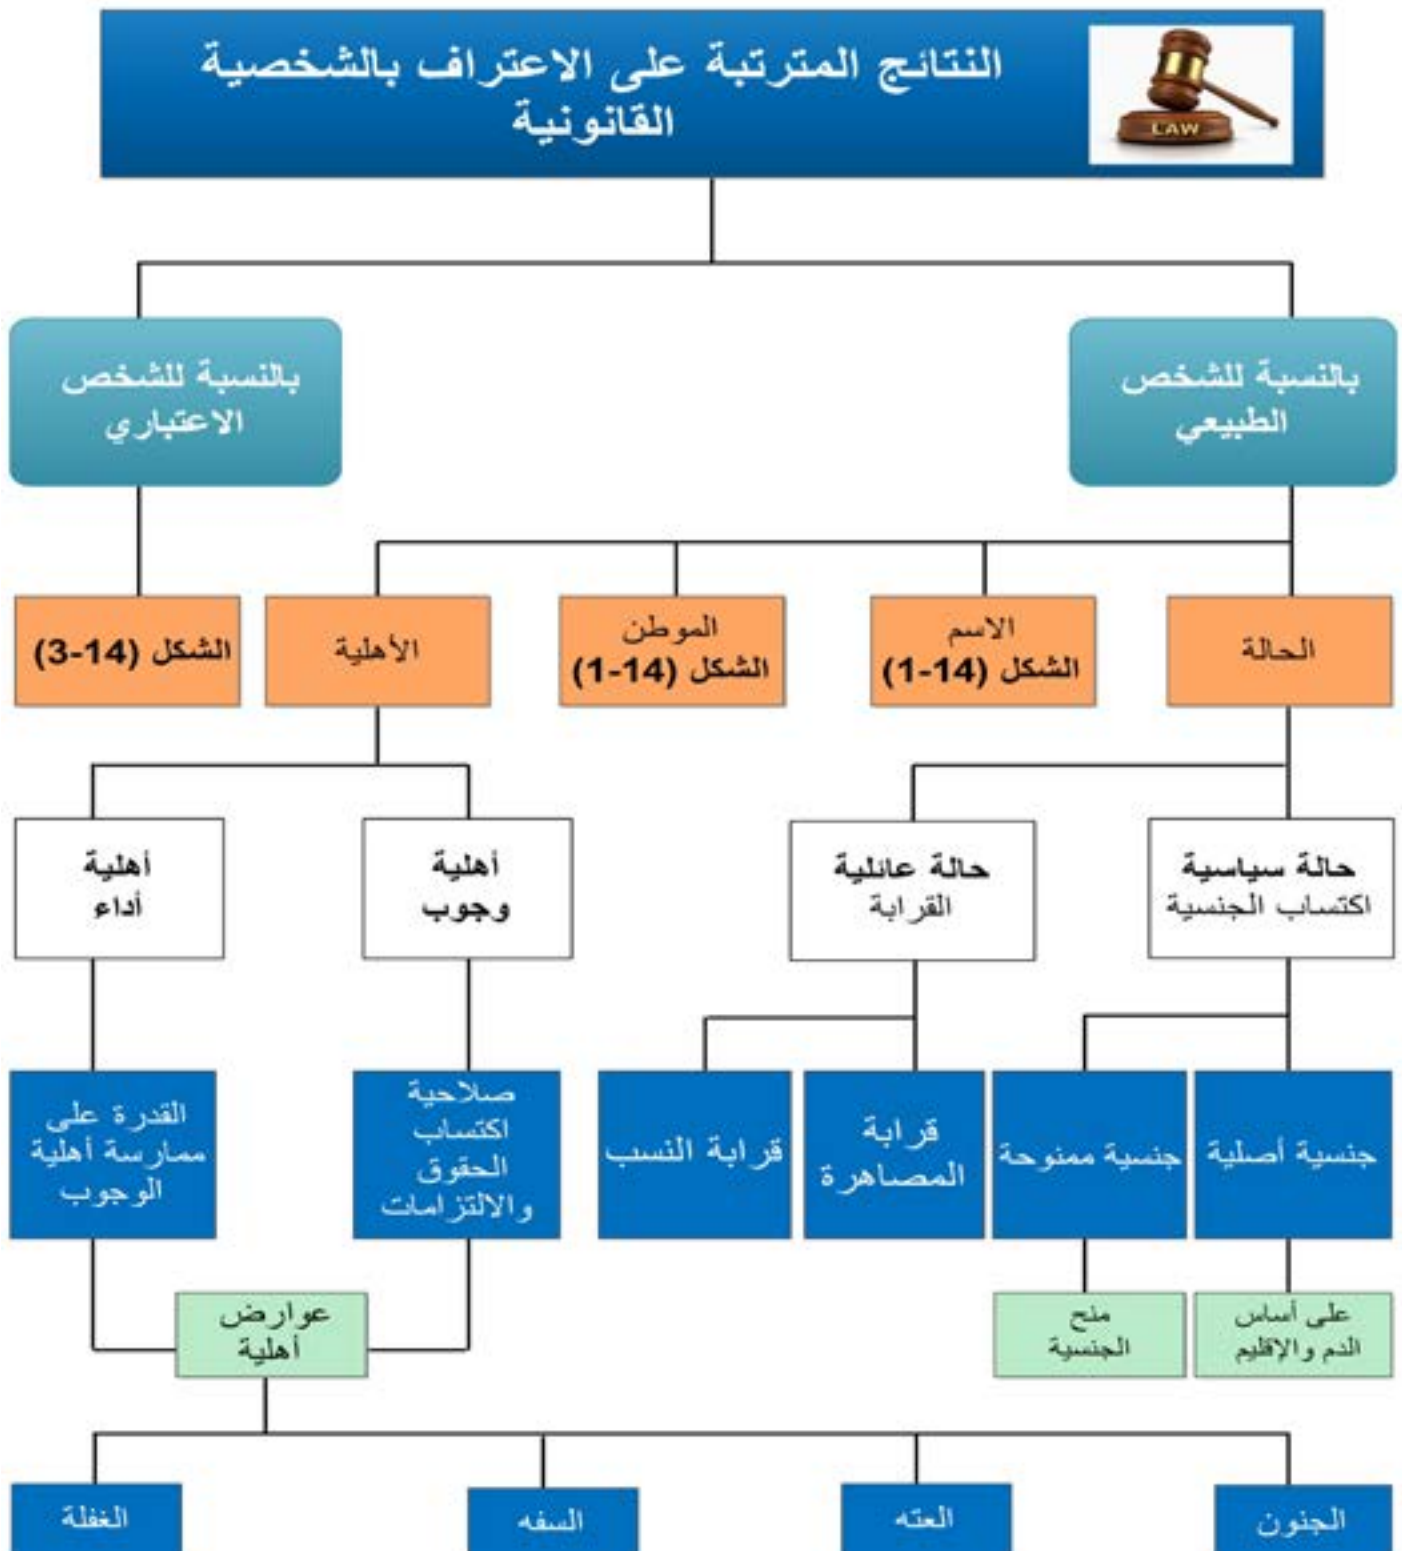 النتائج المترتبة على الاعتراف بالشخصية
القانونية
LAW
بالنسبة للشخص
الطبيعي
بالنسبة للشخص
الاعتباري
الحالة
الاسم
الشكل (14-1)
الموطن
الشكل (14-1)
الأهلية
الشكل (14-3)
حالة سياسية
اكتساب الجنسية
حالة عائلية
القرابة
أهلية
وجوب
أهلية
أداء
جنسية أصلية
جنسية ممنوحة
قرابة
المصاهرة
قرابة النسب
صلاحية
اكتساب
الحقوق
والالتزامات
القدرة على
ممارسة أهلية
الوجوب
على أساس
الدم والإقليم
منح
الجنسية
عوارض
أهلية
الجنون
العته
السفه
الغفلة